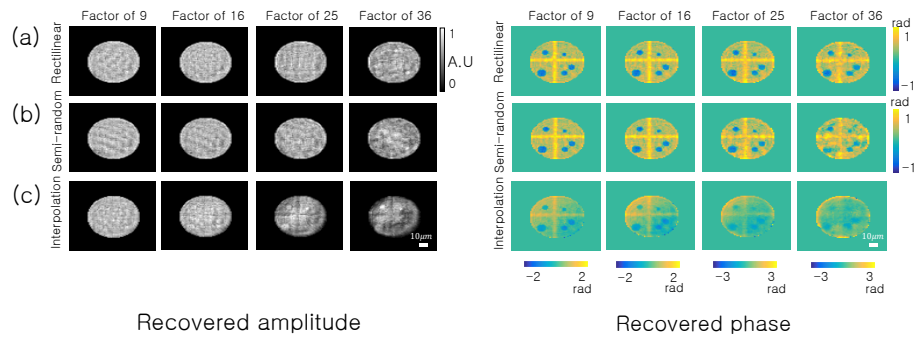 Factor of 9 Factor of 16 Factor of 25 Factor of 36
(a) Rectilinear
1
A.U
0
(b) Semi-random
(c) Interpolation
10μm
Recovered amplitude
Factor of 9 Factor of 16 Factor of 25 Factor of 36
rad
Rectilinear
1
-1
rad
Semi-random
1
-1
Interpolation
10μm
-2 2 -2 2 -3 3 -3 3
rad rad rad rad
Recovered phase